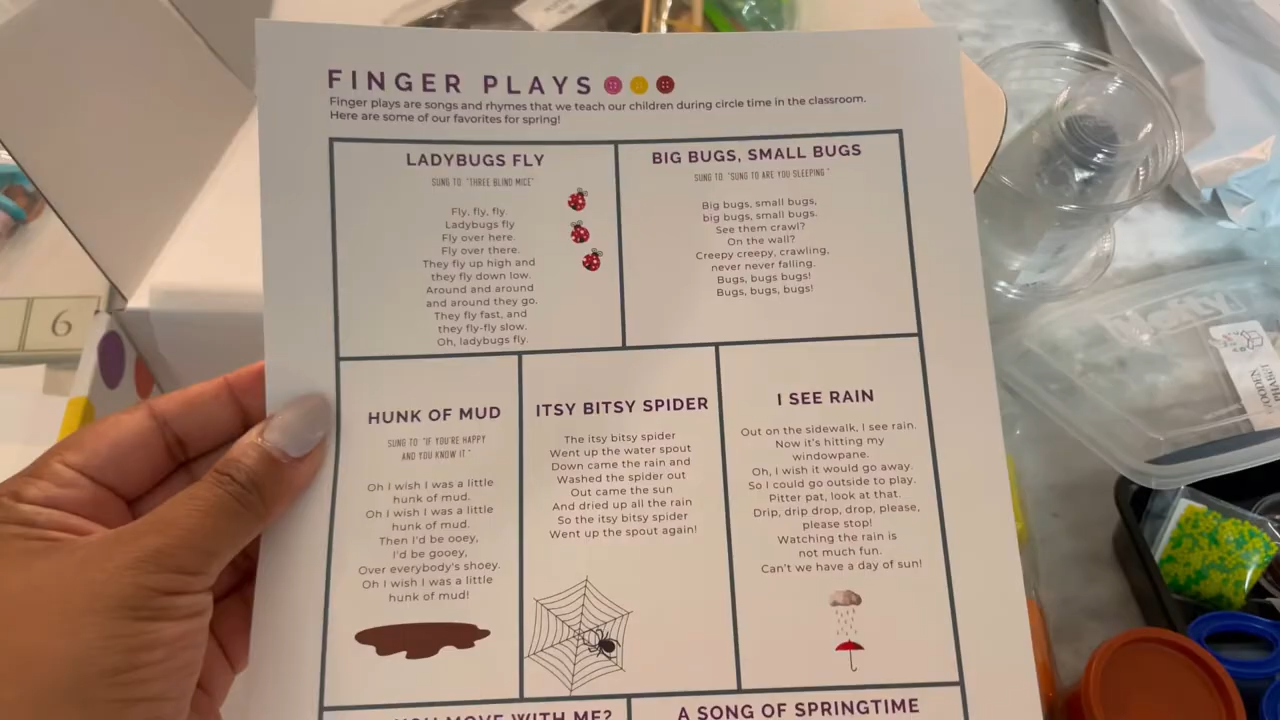 FINGER PLAYS
Finger plays are songs and rhymes that we teach our children during circle time in the classroom.
Here are some of our favorites for spring!
LADYBUGS FLY
SUNG TO "THREE BLIND MICE"
Fly, fly, fly.
Ladybugs fly
Fly over here.
Fly over there.
They fly up high and
they fly down low.
Around and around
and around they go.
They fly fast, and
they fly-fly slow.
Oh, ladybugs fly.
BIG BUGS, SMALL BUGS
SUNG TO "SUNG TO ARE YOU SLEEPING "
Big bugs, small bugs,
big bugs, small bugs.
See them crawl?
On the wall?
Creepy creepy, crawling,
never never falling.
Bugs, bugs bugs!
Bugs, bugs, bugs!
HUNK OF MUD
SUNG TO "IF YOU'RE HAPPY
AND YOU KNOW IT "
Oh I wish I was a little
hunk of mud.
Oh I wish I was a little
hunk of mud.
Then I'd be ooey,
I'd be gooey,
Over everybody's shoey.
Oh I wish I was a little
hunk of mud!
ITSY BITSY SPIDER
The itsy bitsy spider
Went up the water spout
Down came the rain and
Washed the spider out
Out came the sun
And dried up all the rain
So the itsy bitsy spider
Went up the spout again!
I SEE RAIN
Out on the sidewalk, I see rain.
Now it's hitting my
windowpane.
Oh, I wish it would go away.
So I could go outside to play.
Pitter pat, look at that.
Drip, drip drop, drop, please,
please stop!
Watching the rain is
not much fun.
Can't we have a day of sun!
MOVE WITH ME?
A SONG OF SPRINGTIME
6
Hefty